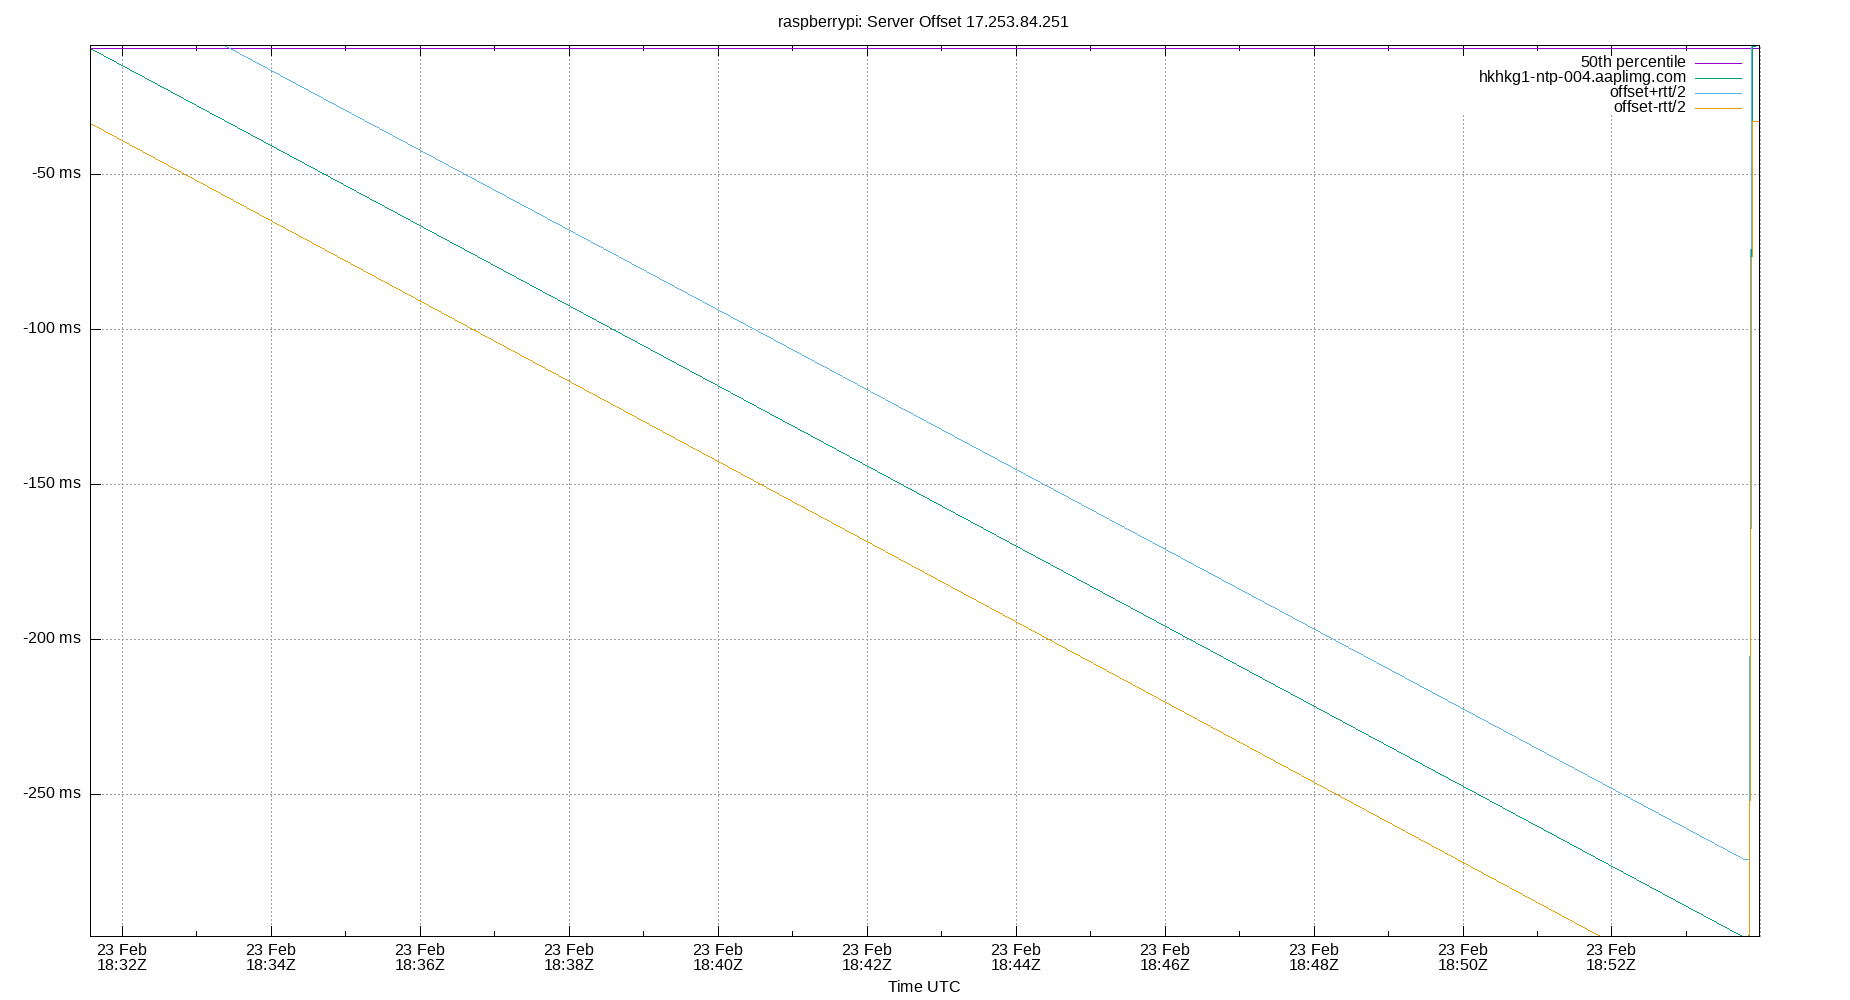 raspberrypi: Server Offset 17.253.84.251
50th percentile
hkhkg1-ntp-004.aaplimg.com
offset+rtt/2
offset-rtt/2
-50 ms
-100 ms
-150 ms
-200 ms
-250 ms
23 Feb 23 Feb 23 Feb 23 Feb 23 Feb 23 Feb 23 Feb 23 Feb 23 Feb 23 Feb 23 Feb
18:32Z 18:34Z 18:36Z 18:38Z 18:40Z 18:42Z 18:44Z 18:46Z 18:48Z 18:50Z 18:52Z
Time UTC